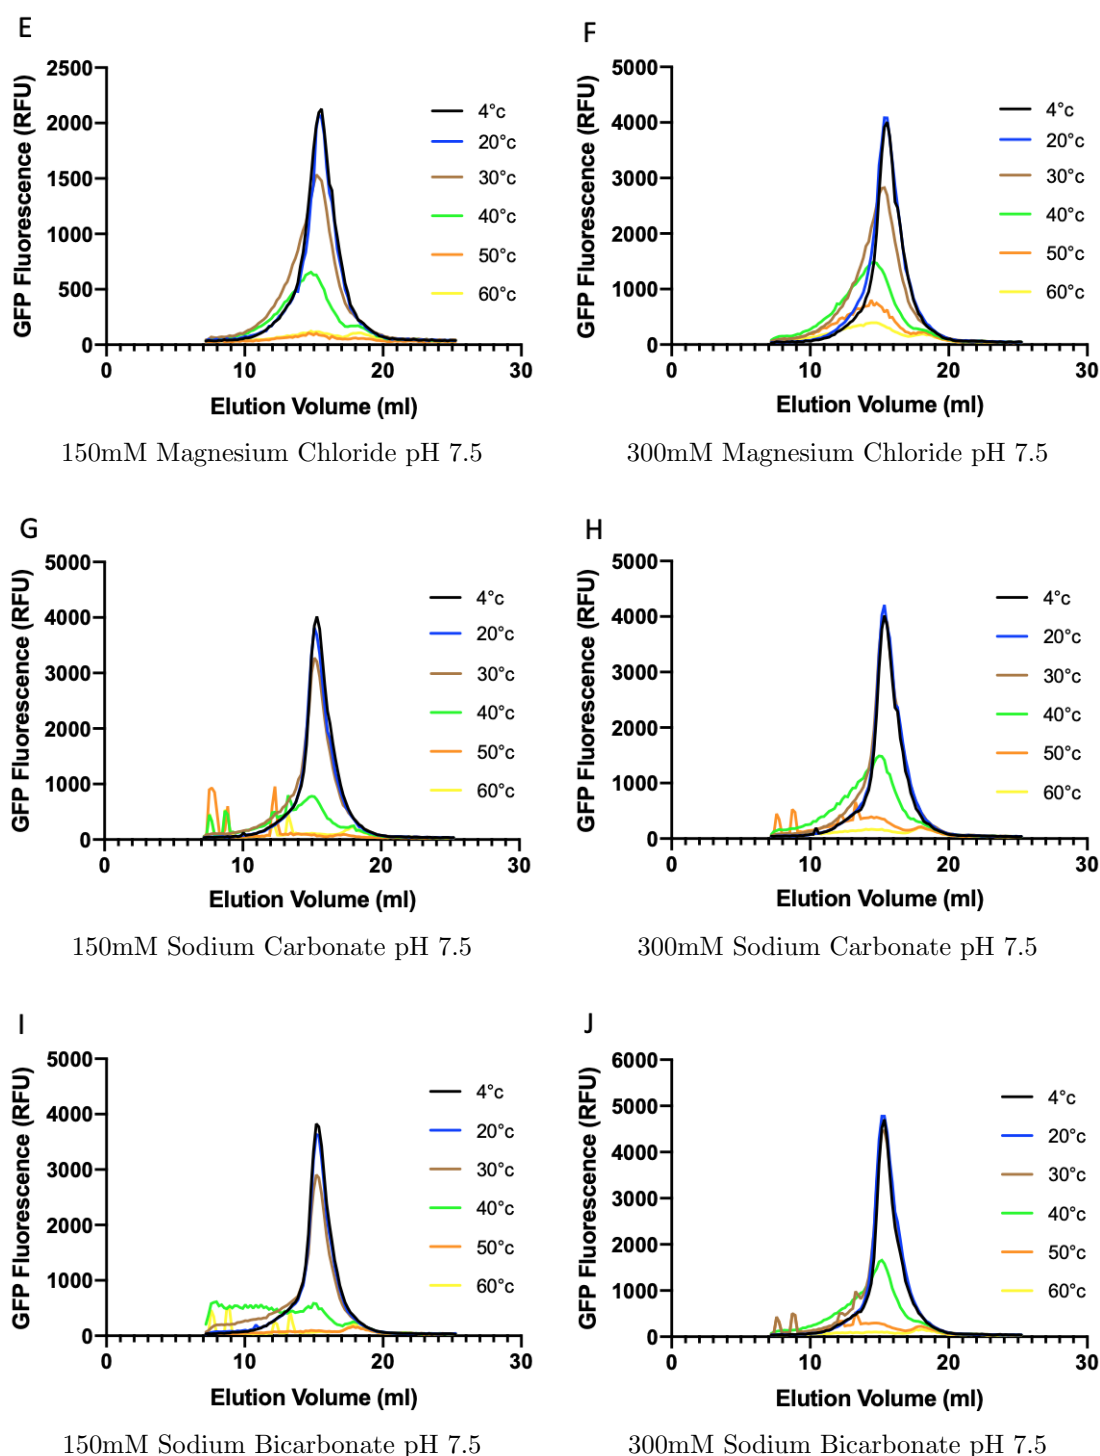 E
GFP Fluorescence (RFU)
2500
2000
1500
1000
500
0
0 10 20 30
Elution Volume (ml)
4°c
20°c
30°c
40°c
50°c
60°c
150mM Magnesium Chloride pH 7.5
F
GFP Fluorescence (RFU)
5000
4000
3000
2000
1000
0
0 10 20 30
Elution Volume (ml)
4°c
20°c
30°c
40°c
50°c
60°c
300mM Magnesium Chloride pH 7.5
G
GFP Fluorescence (RFU)
5000
4000
3000
2000
1000
0
0 10 20 30
Elution Volume (ml)
4°c
20°c
30°c
40°c
50°c
60°c
150mM Sodium Carbonate pH 7.5
H
GFP Fluorescence (RFU)
5000
4000
3000
2000
1000
0
0 10 20 30
Elution Volume (ml)
4°c
20°c
30°c
40°c
50°c
60°c
300mM Sodium Carbonate pH 7.5
I
GFP Fluorescence (RFU)
5000
4000
3000
2000
1000
0
0 10 20 30
Elution Volume (ml)
4°c
20°c
30°c
40°c
50°c
60°c
150mM Sodium Bicarbonate pH 7.5
J
GFP Fluorescence (RFU)
6000
5000
4000
3000
2000
1000
0
0 10 20 30
Elution Volume (ml)
4°c
20°c
30°c
40°c
50°c
60°c
300mM Sodium Bicarbonate pH 7.5